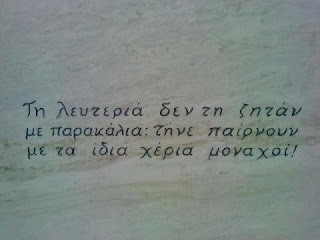 Τη λευτεριά δεν τη ζητάν
με παρακάλια: τήνε παίρνουν
με τα ίδια χέρια μοναχοί!